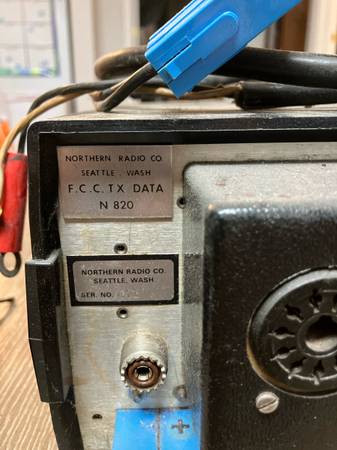 NORTHERN RADIO CO.
SEATTLE . WASH
F.C.C. TX DATA
N 820
NORTHERN RADIO CO.
SEATTLE, WASH.
SER. NO.
+